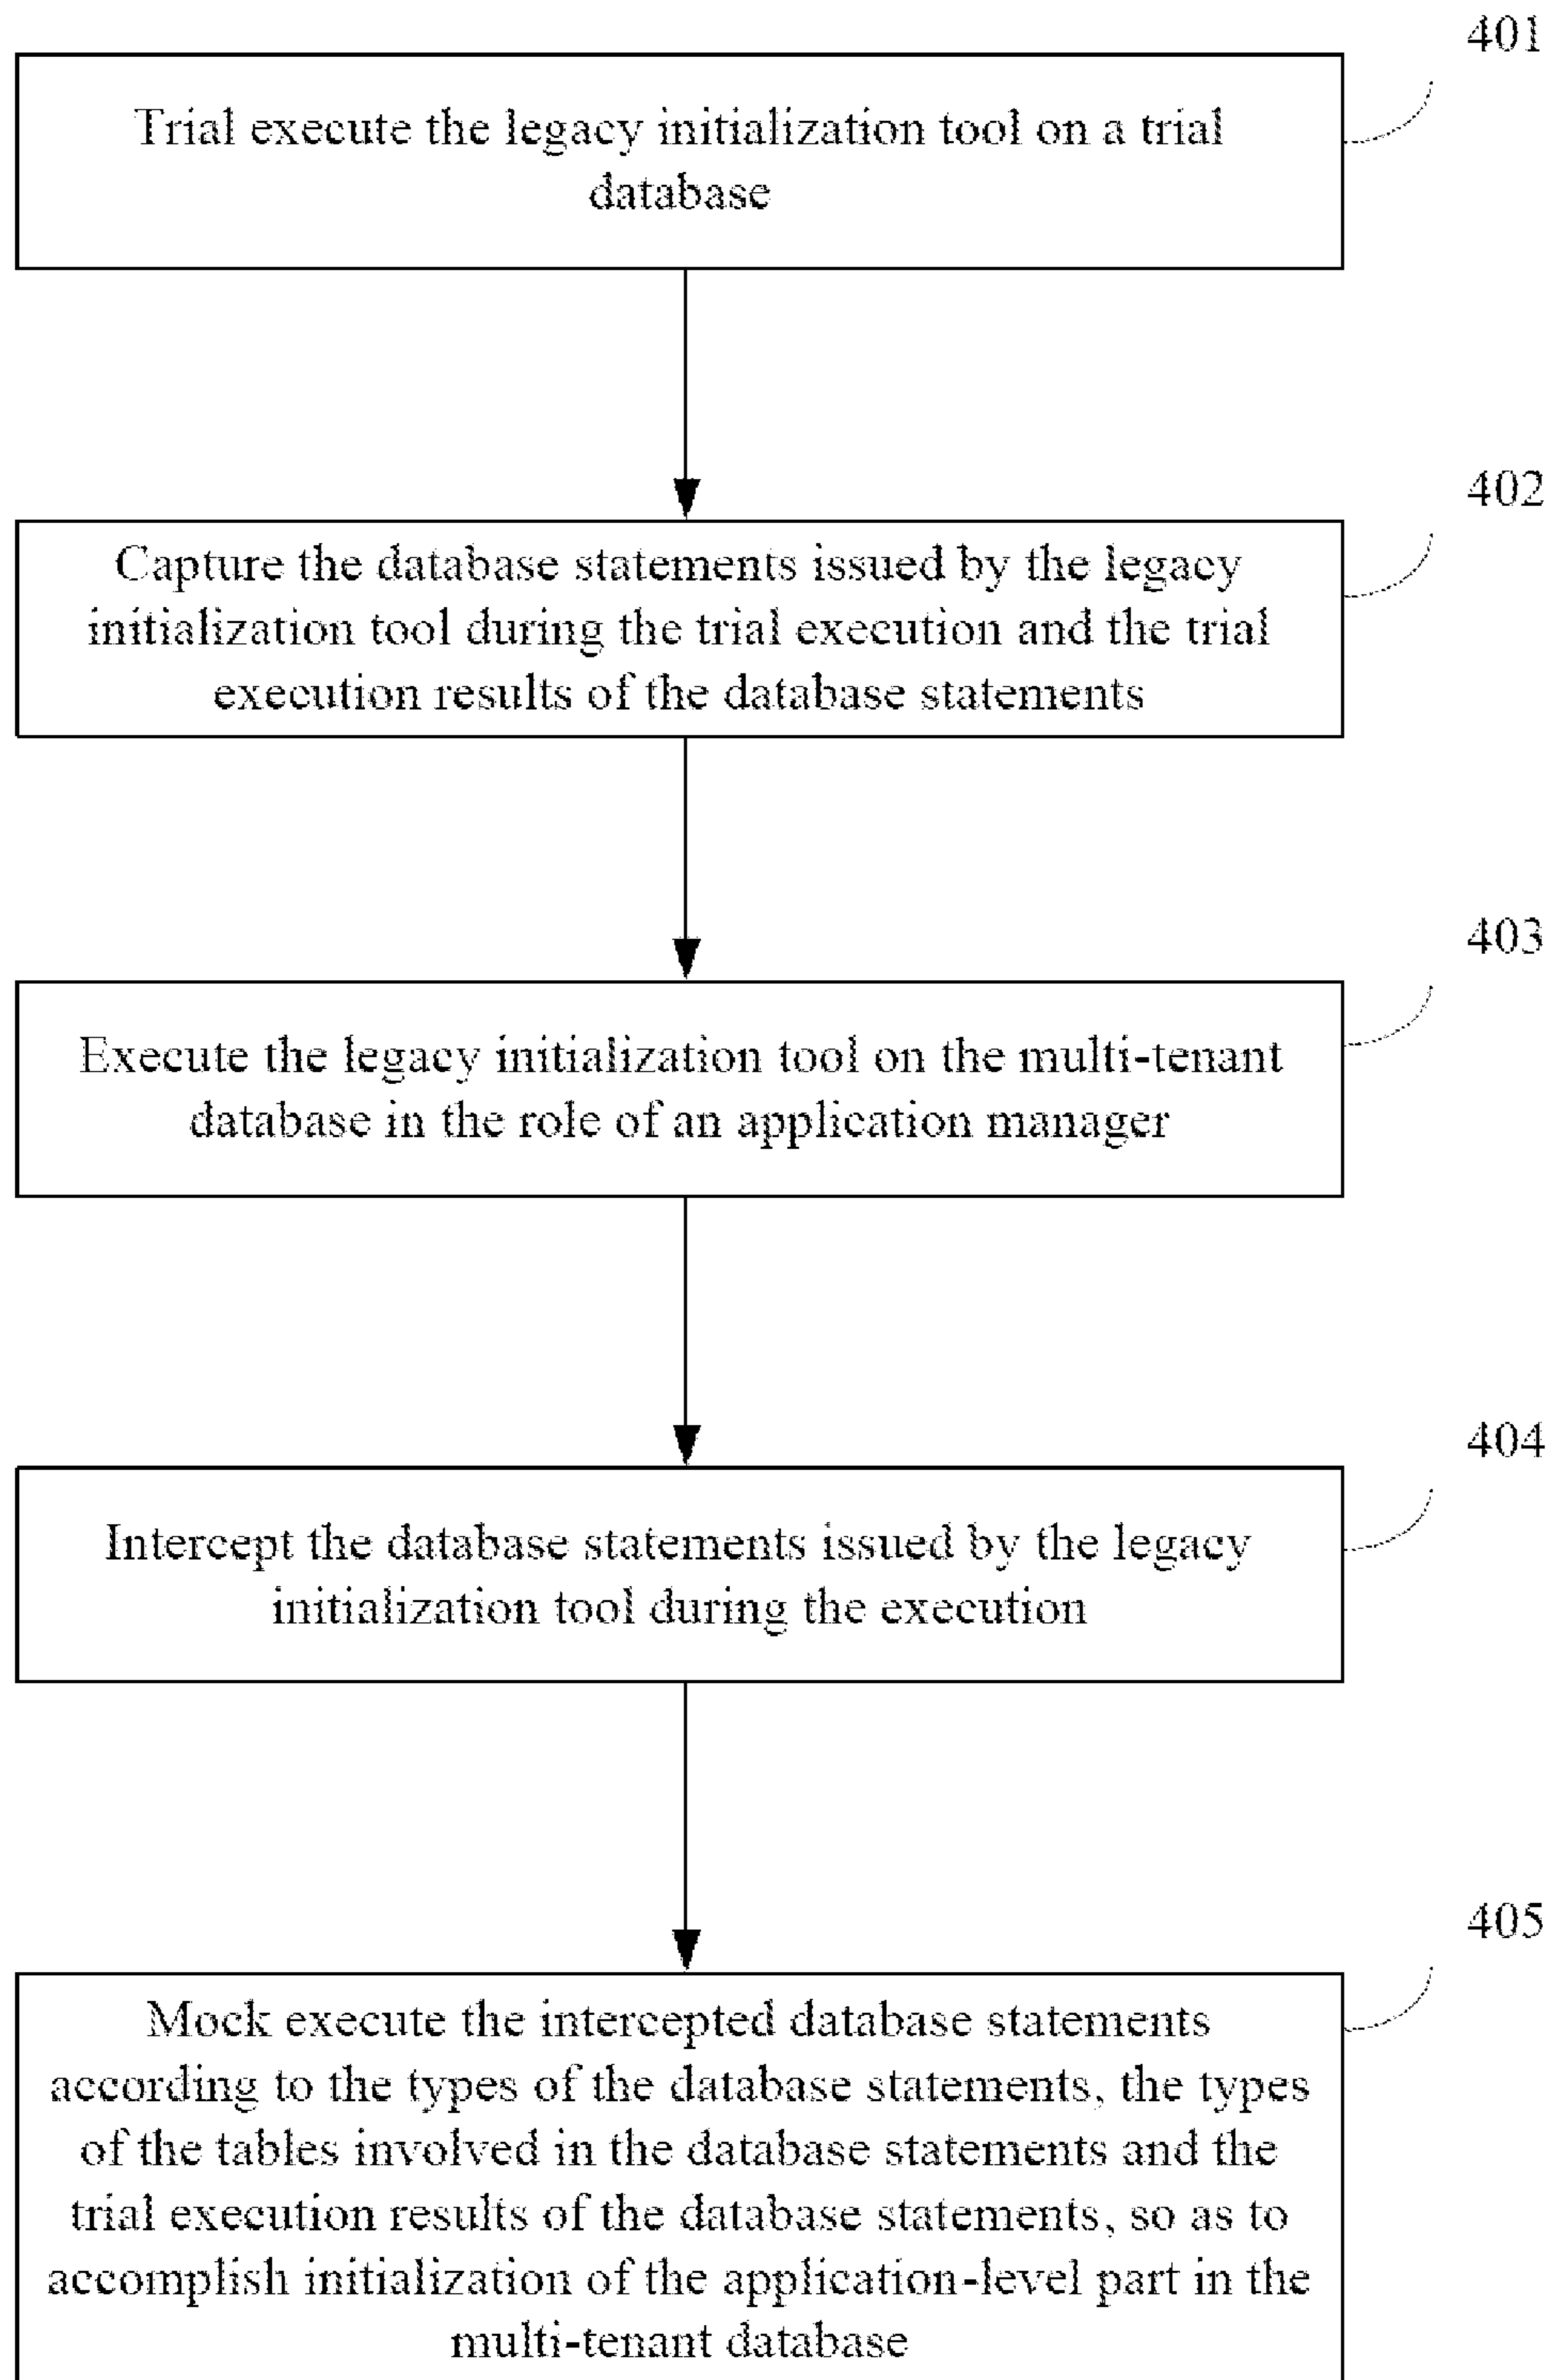 401
Trial execute the legacy initialization tool on a trial
database
402
Capture the database statements issued by the legacy
initialization tool during the trial execution and the trial
execution results of the database statements
403
Execute the legacy initialization tool on the multi-tenant
database in the role of an application manager
404
Intercept the database statements issued by the legacy
initialization tool during the execution
405
Mock execute the intercepted database statements
according to the types of the database statements, the types
of the tables involved in the database statements and the
trial execution results of the database statements, so as to
accomplish initialization of the application-level part in the
multi-tenant database